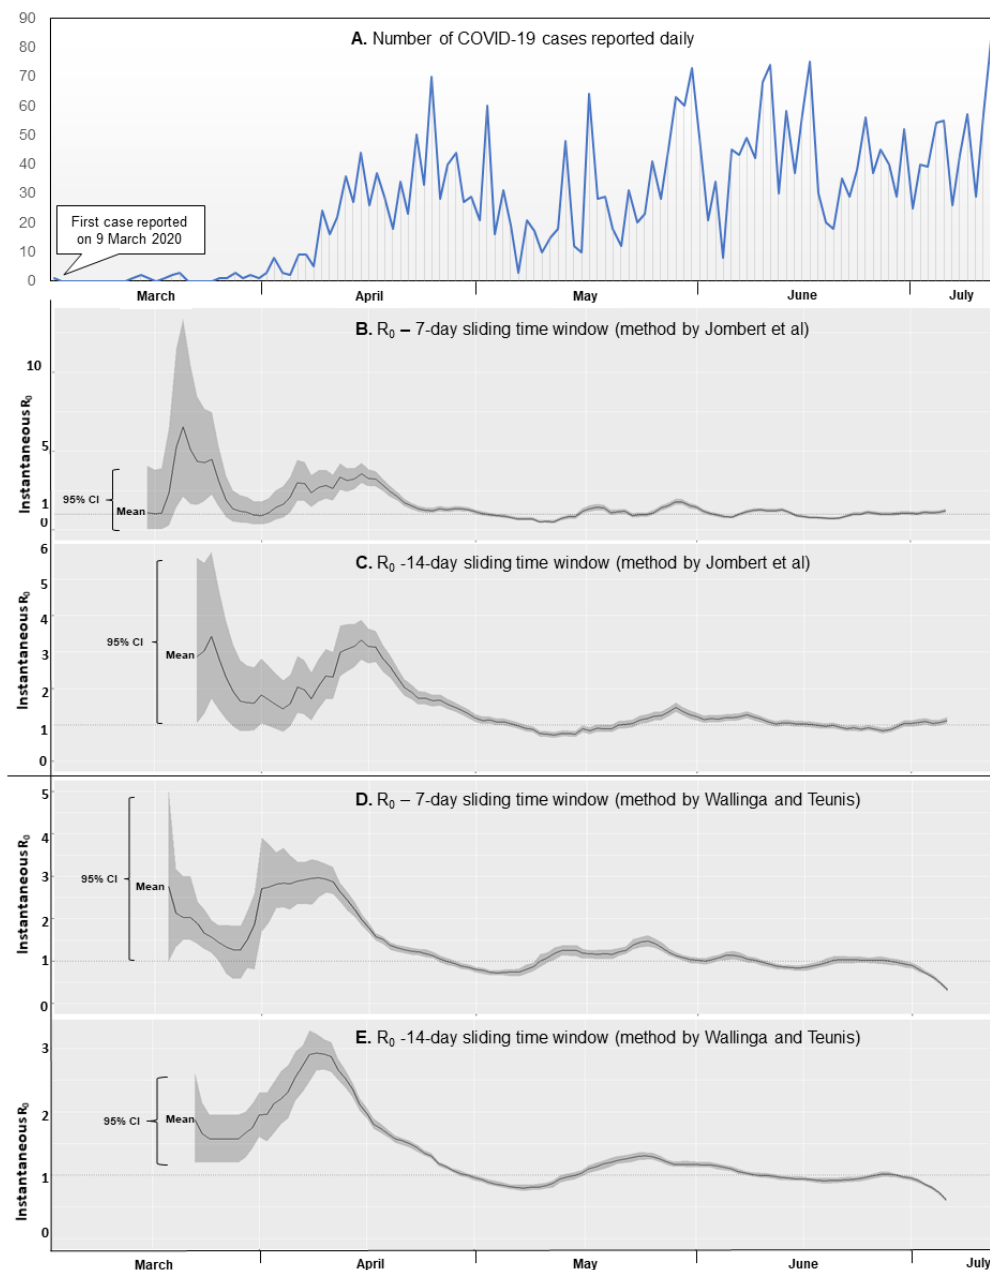 90
A. Number of COVID-19 cases reported daily
80
70
60
50
40
30
20
First case reported
on 9 March 2020
10
0
March April May June July
B. R₀ – 7-day sliding time window (method by Jombert et al)
10
5
1
0
Instantaneous R₀
95% CI
Mean
C. R₀ -14-day sliding time window (method by Jombert et al)
6
5
4
3
2
1
0
Instantaneous R₀
95% CI
Mean
D. R₀ – 7-day sliding time window (method by Wallinga and Teunis)
5
4
3
2
1
0
Instantaneous R₀
95% CI
Mean
E. R₀ -14-day sliding time window (method by Wallinga and Teunis)
3
2
1
0
Instantaneous R₀
95% CI
Mean
March April May June July